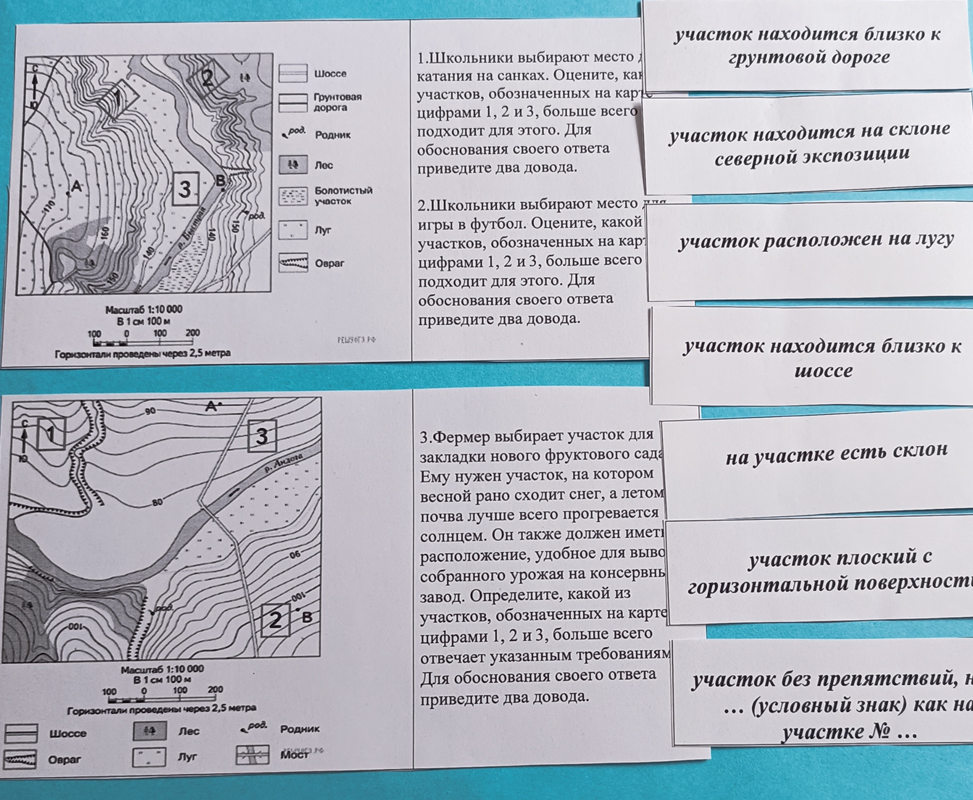 С
Ю
1
2
3
А
В
170
160
150
140
140
150
род.
р. Андога
Шоссе
Грунтовая
дорога
род.
Родник
Лес
Болотистый
участок
Луг
Овраг
Масштаб 1:10 000
В 1 см 100 м
100 0 100 200
Горизонтали проведены через 2,5 метра
РЕШУЕГЭ.РФ
1.Школьники выбирают место
катания на санках. Оцените,
участков, обозначенных на
цифрами 1, 2 и 3, больше всего
подходит для этого. Для
обоснования своего ответа
приведите два довода.
2.Школьники выбирают место
игры в футбол. Оцените, какой
участков, обозначенных на
цифрами 1, 2 и 3, больше всего
подходит для этого. Для
обоснования своего ответа
приведите два довода.
С
Ю
1
2
3
А
В
90
80
90
100
100
род.
р. Андога
Масштаб 1:10 000
В 1 см 100 м
100 0 100 200
Горизонтали проведены через 2,5 метра
Шоссе
Лес
род.
Родник
Овраг
Луг
Мост
РЕШУЕГЭ.РФ
3.Фермер выбирает участок для
закладки нового фруктового сада
Ему нужен участок, на котором
весной рано сходит снег, а летом
почва лучше всего прогревается
солнцем. Он также должен имет
расположение, удобное для выво
собранного урожая на консервн
завод. Определите, какой из
участков, обозначенных на карте
цифрами 1, 2 и 3, больше всего
отвечает указанным требованиям
Для обоснования своего ответа
приведите два довода.
участок находится близко к
грунтовой дороге
участок находится на склоне
северной экспозиции
участок расположен на лугу
участок находится близко к
шоссе
на участке есть склон
участок плоский с
горизонтальной поверхност
участок без препятствий, н
… (условный знак) как на
участке № …